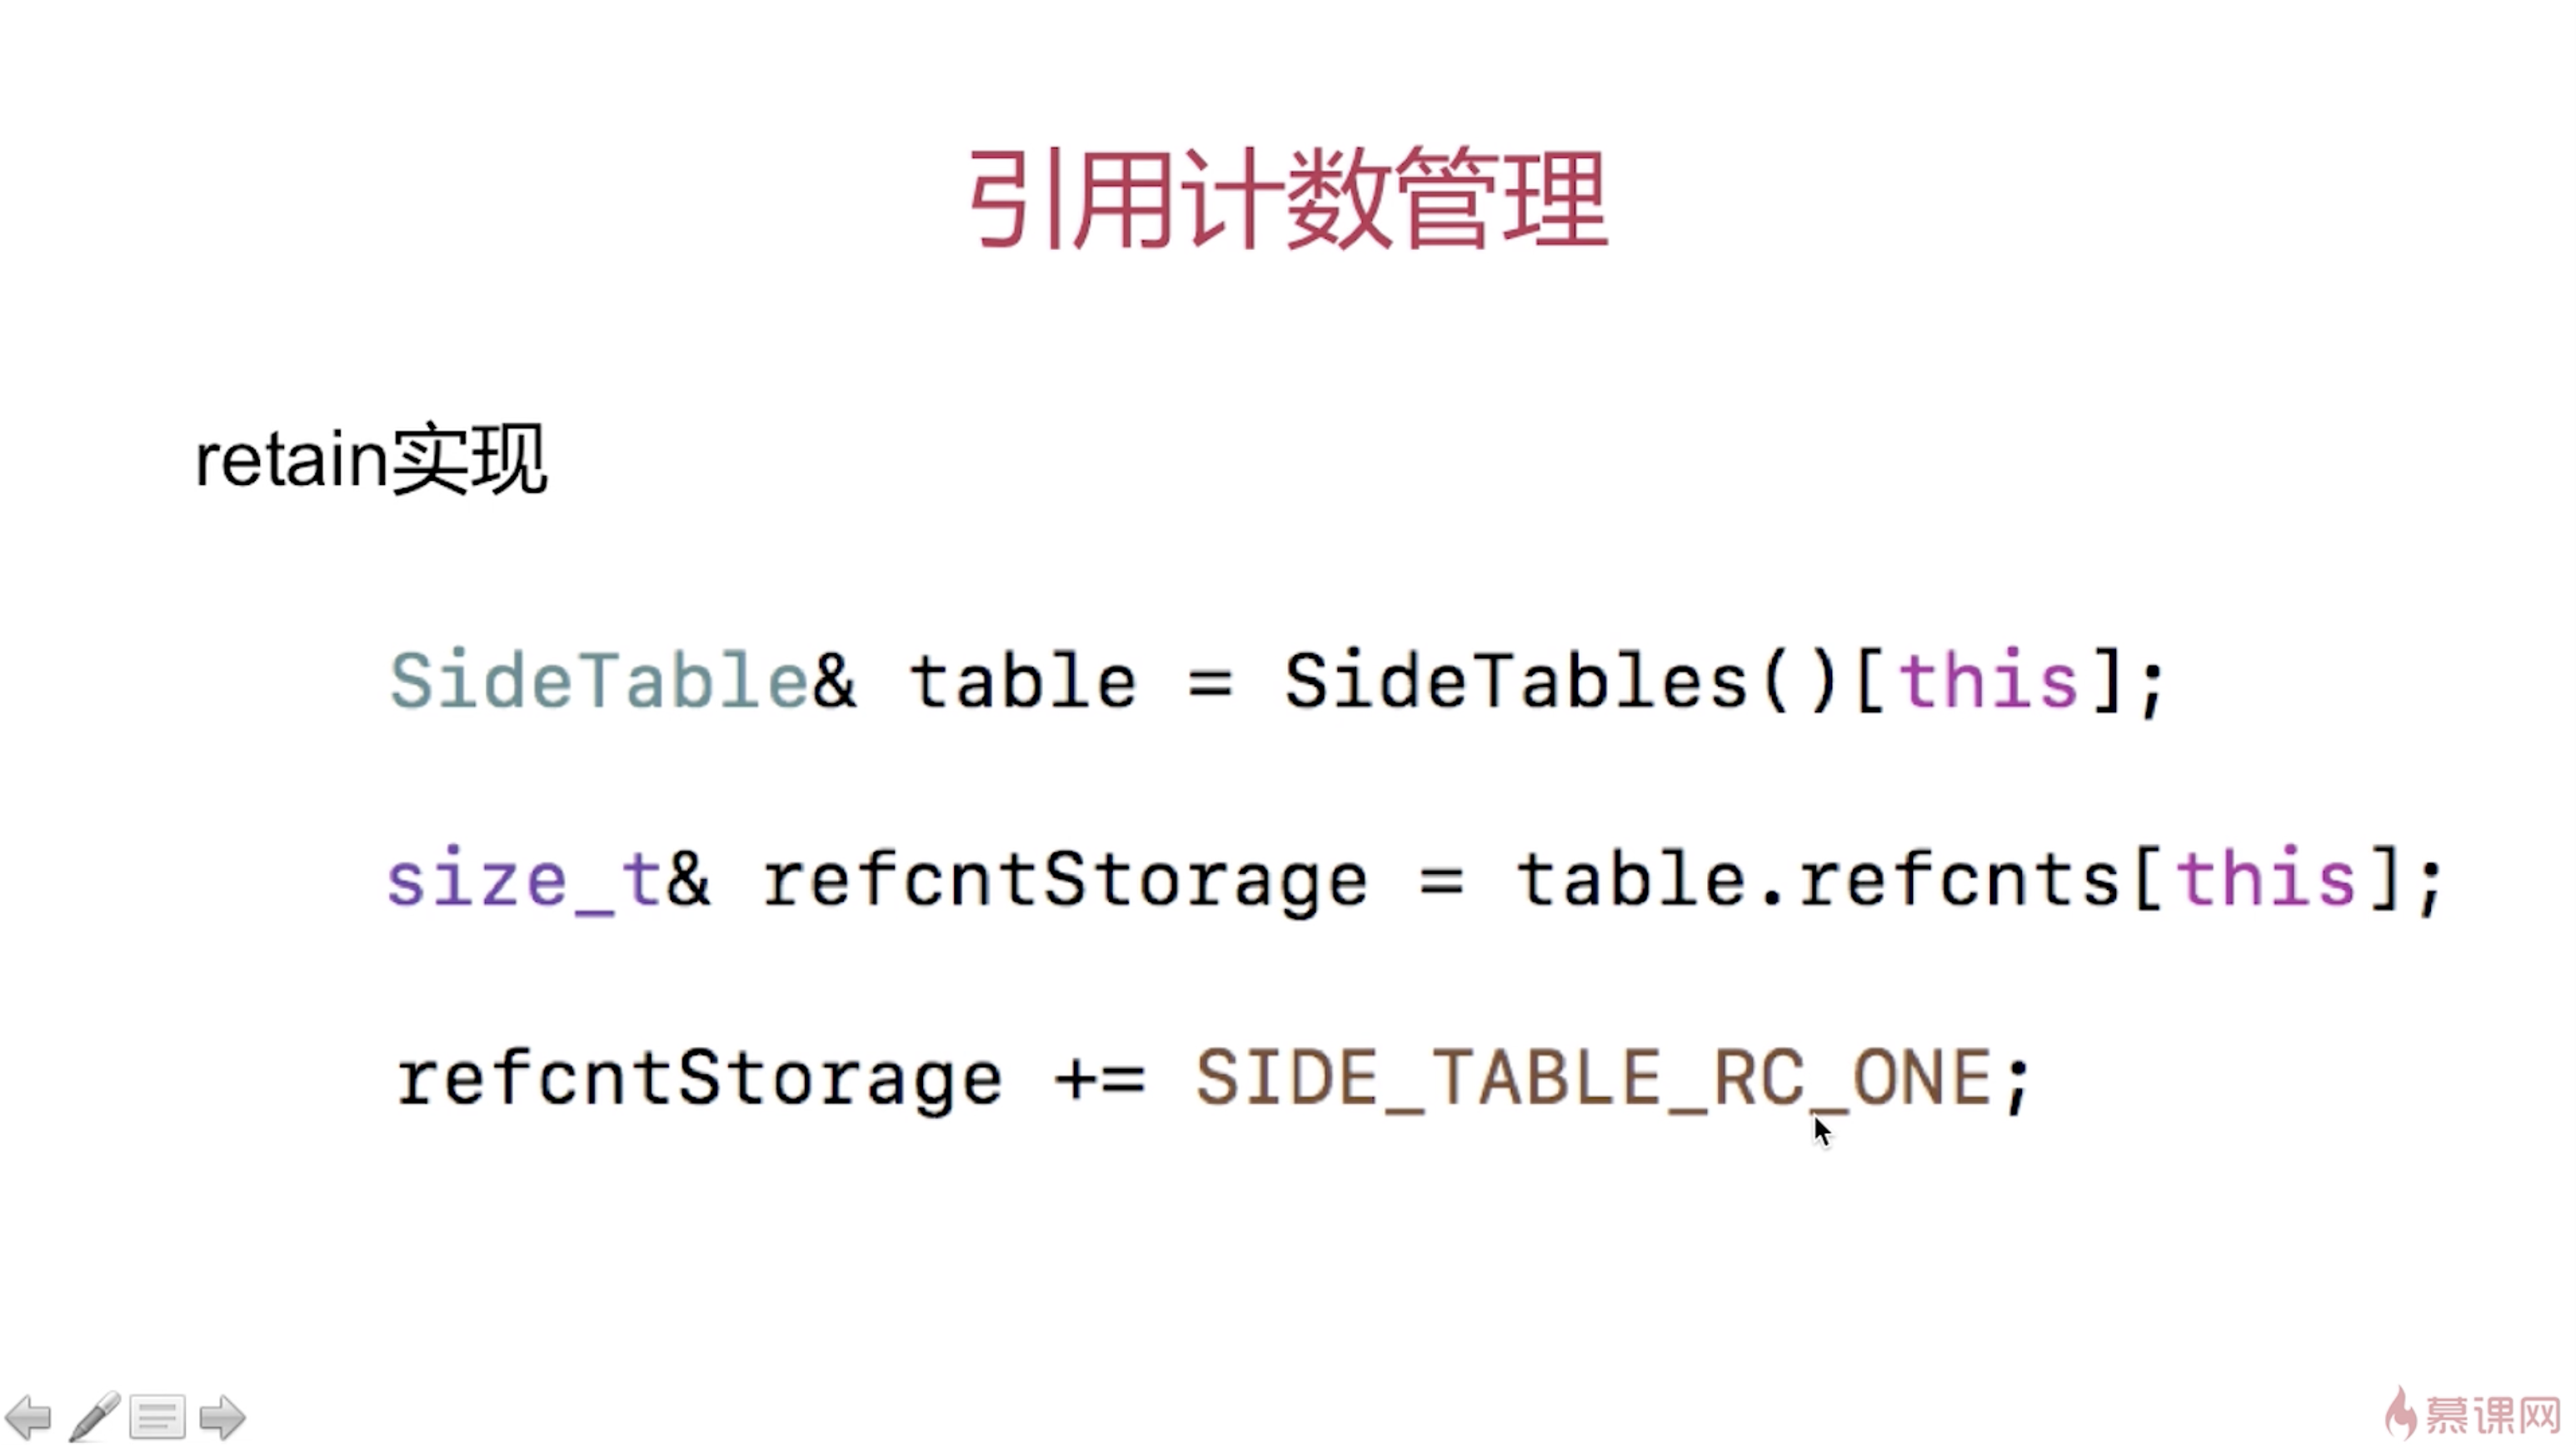 引用计数管理
retain实现
SideTable& table = SideTables()[this];
size_t& refcntStorage = table.refcnts[this];
refcntStorage += SIDE_TABLE_RC_ONE;
慕课网